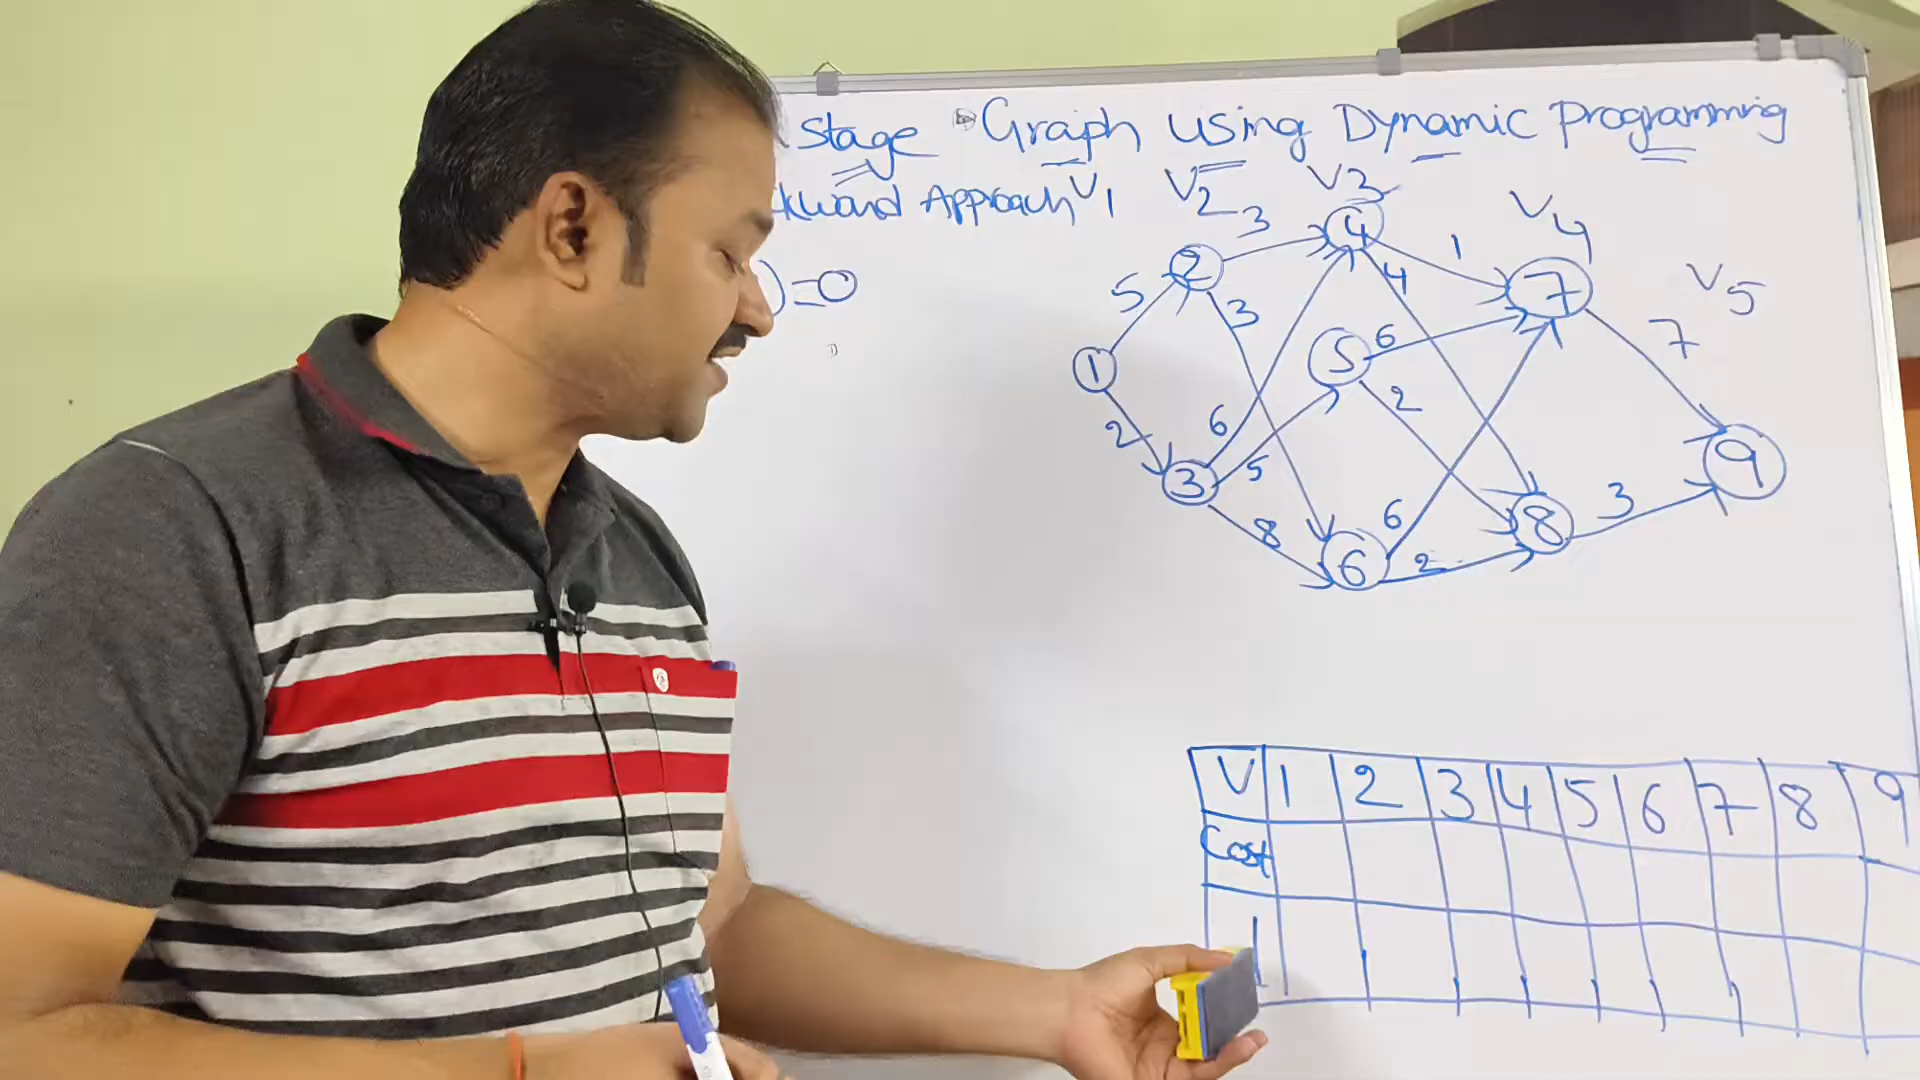 Stage Graph using Dynamic programming
Approach V1 V2 V3 V4 V5
)=0
3 4 1
2 4 7
5 3 7
1 5 6
2 6 2 9
3 5 6 8 3
8 6 2
V 1 2 3 4 5 6 7 8 9
Cost